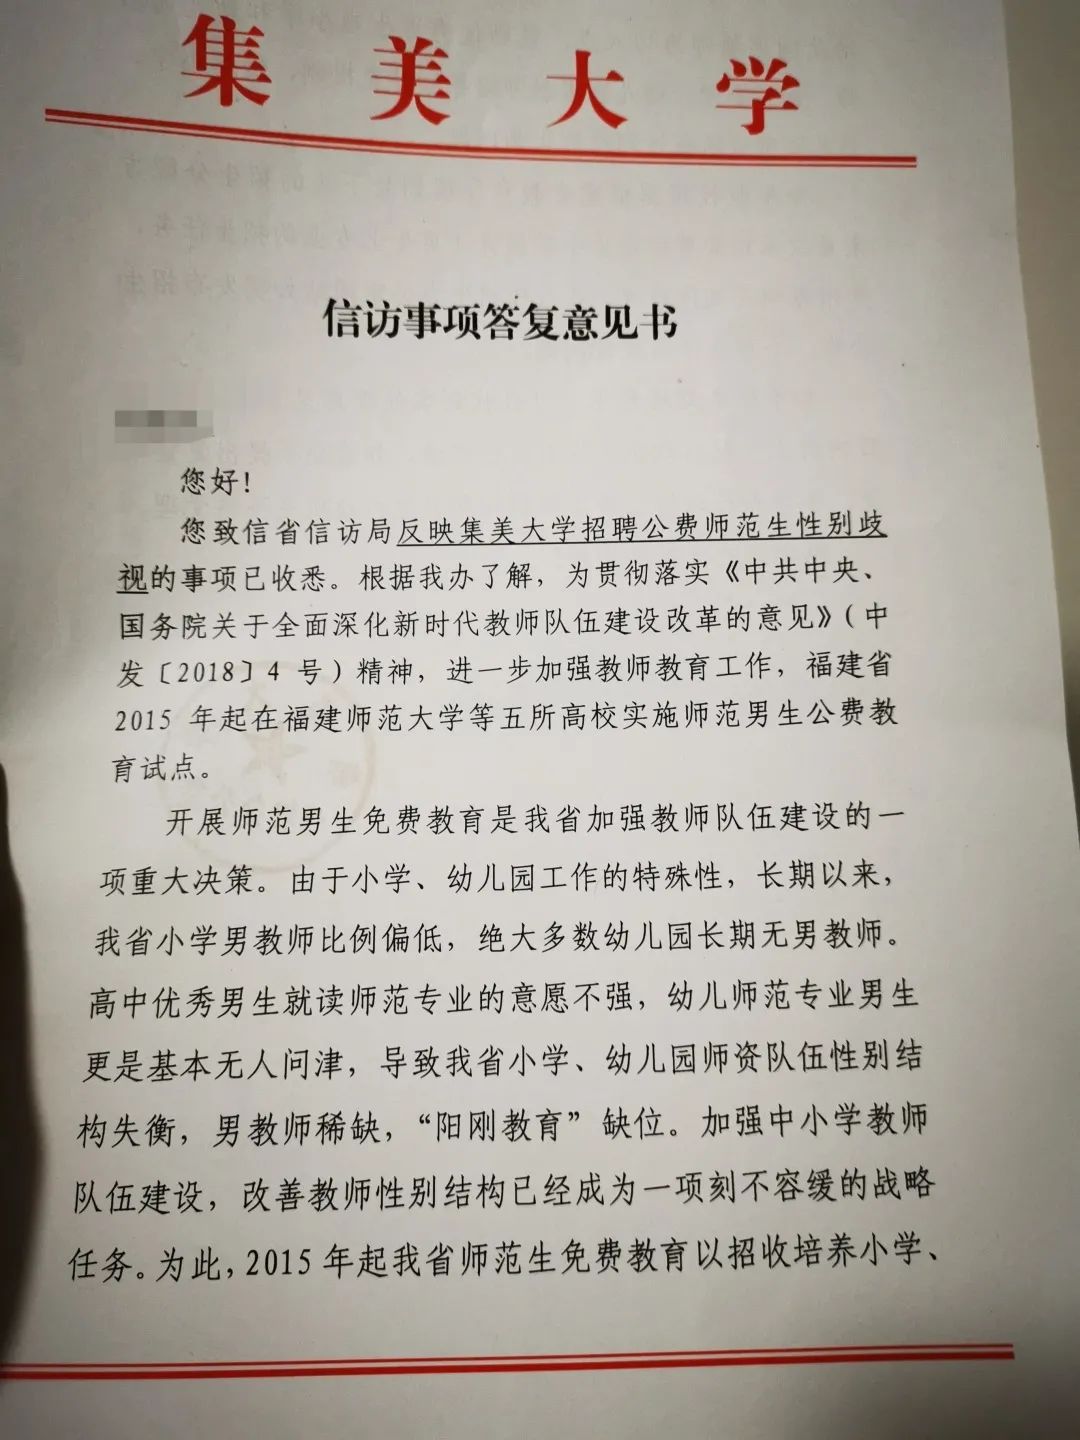 集美大学
信访事项答复意见书
您好！
您致信省信访局反映集美大学招聘公费师范生性别歧
视的事项已收悉。根据我办了解，为贯彻落实《中共中央、
国务院关于全面深化新时代教师队伍建设改革的意见》（中
发〔2018〕4 号）精神，进一步加强教师教育工作，福建省
2015 年起在福建师范大学等五所高校实施师范男生公费教
育试点。
开展师范男生免费教育是我省加强教师队伍建设的一
项重大决策。由于小学、幼儿园工作的特殊性，长期以来，
我省小学男教师比例偏低，绝大多数幼儿园长期无男教师。
高中优秀男生就读师范专业的意愿不强，幼儿师范专业男生
更是基本无人问津，导致我省小学、幼儿园师资队伍性别结
构失衡，男教师稀缺，“阳刚教育”缺位。加强中小学教师
队伍建设，改善教师性别结构已经成为一项刻不容缓的战略
任务。为此，2015 年起我省师范生免费教育以招收培养小学、